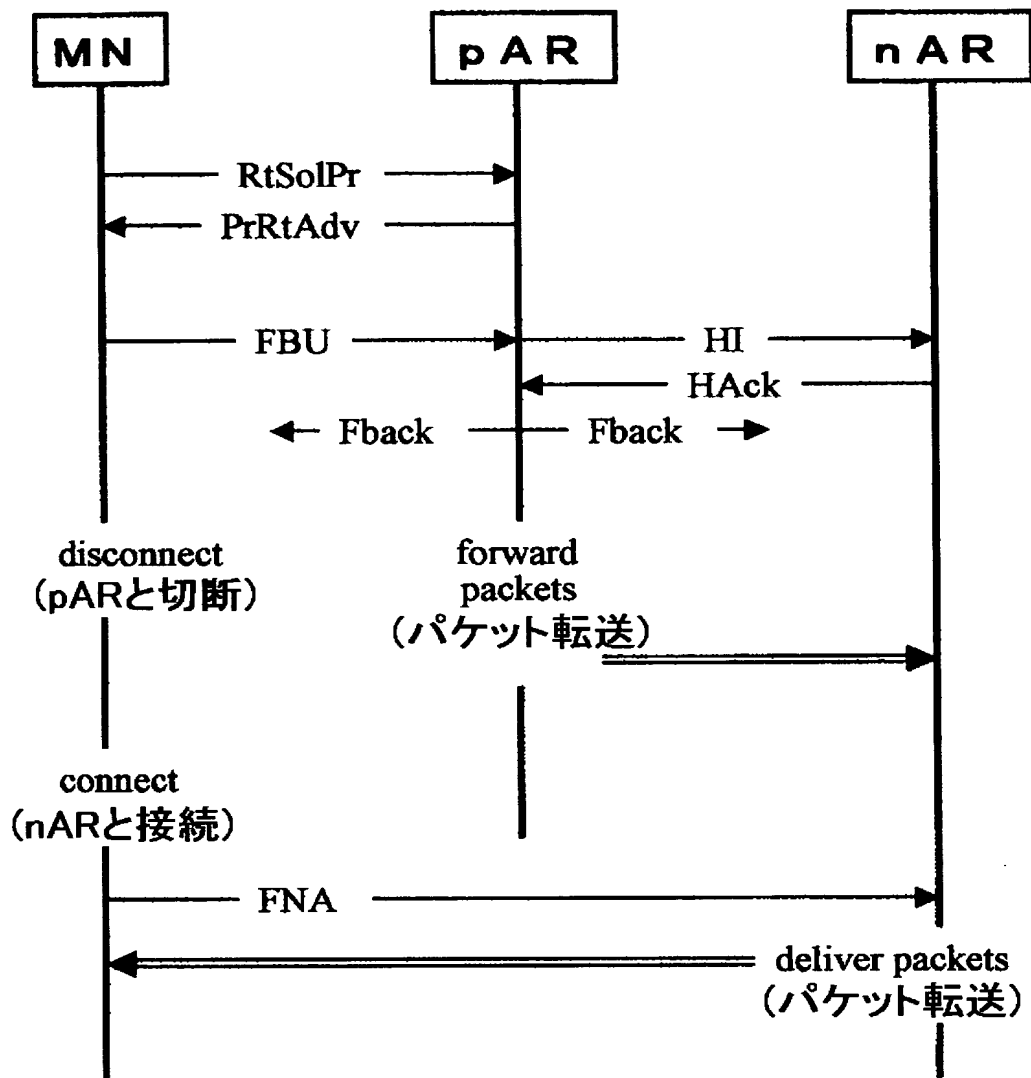 MN
pAR
nAR
RtSolPr
PrRtAdv
FBU
HI
HAck
Fback
Fback
disconnect
(pARと切断)
forward
packets
(パケット転送)
connect
(nARと接続)
FNA
deliver packets
(パケット転送)